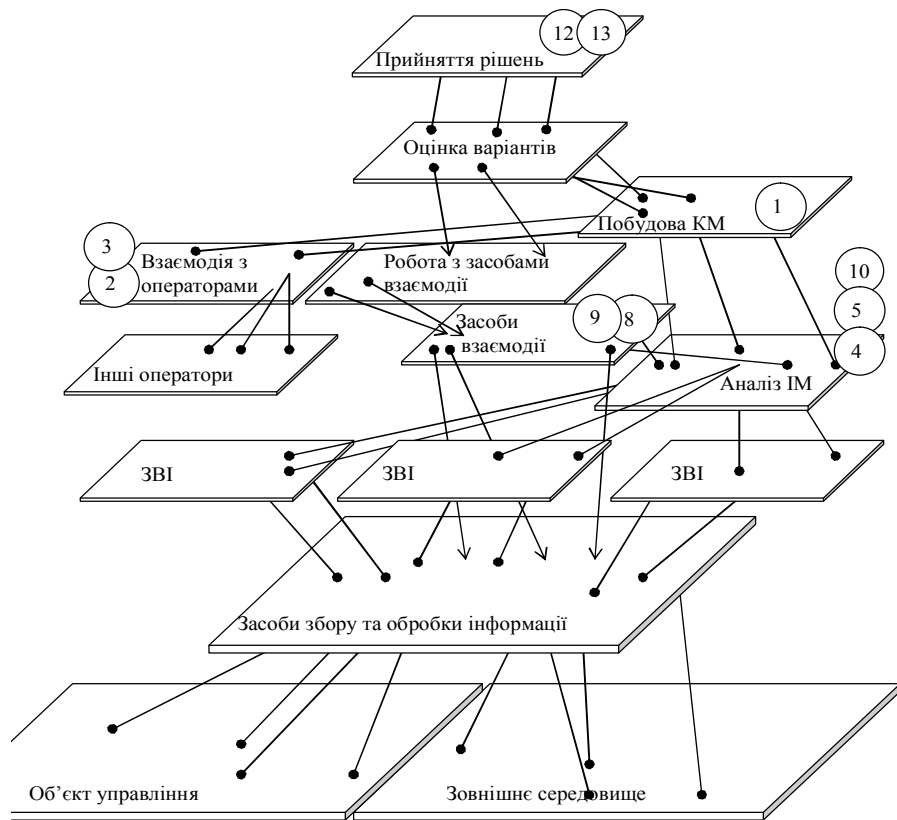 12 13
Прийняття рішень
Оцінка варіантів
1
Побудова КМ
3
Взаємодія з
операторами
2
Робота з засобами
взаємодії
10
Засоби
взаємодії
9 8
5
4
Інші оператори
Аналіз ІМ
ЗВІ
ЗВІ
ЗВІ
Засоби збору та обробки інформації
Об’єкт управління
Зовнішнє середовище